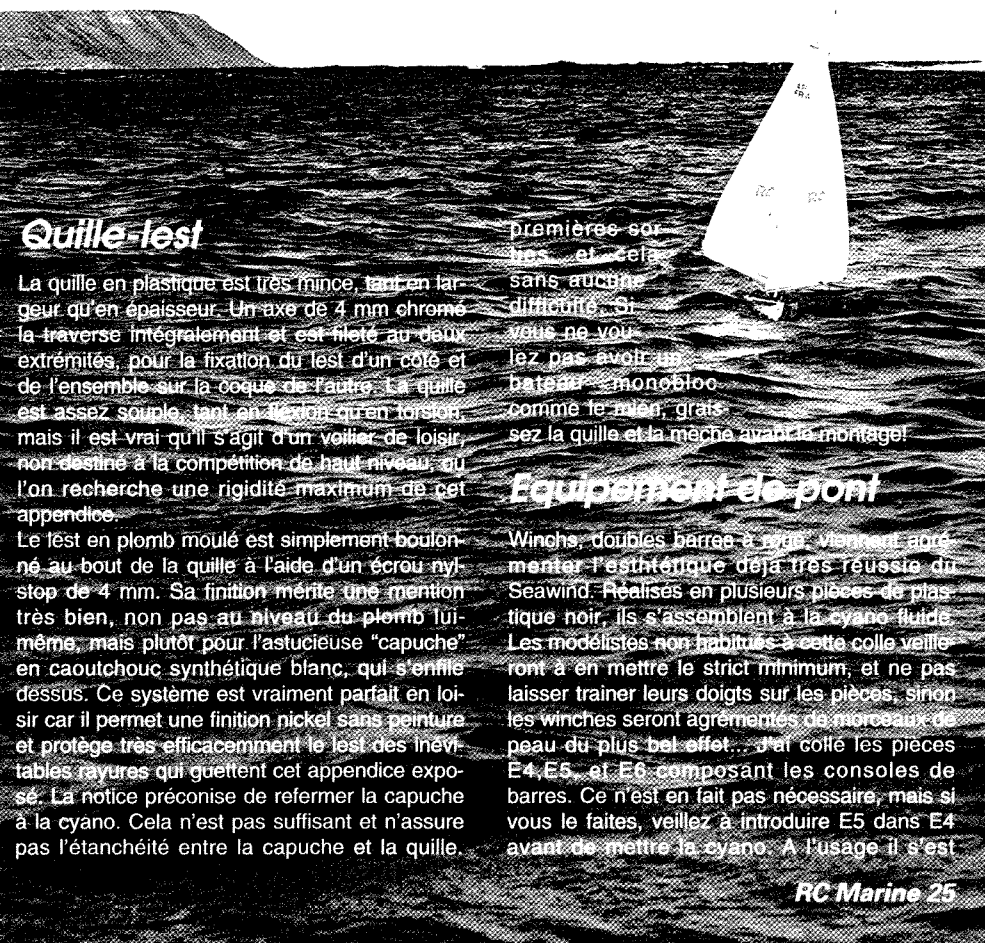 Quille-lest
La quille en plastique est très mince, tant en lar-
geur qu'en épaisseur. Un axe de 4 mm chromé
la traverse intégralement et est fileté au deux
extrémités, pour la fixation du lest d'un côté et
de l'ensemble sur la coque de l'autre. La quille
est assez souple, tant en flexion qu'en torsion,
mais il est vrai qu'il s'agit d'un voilier de loisir,
non destiné à la compétition de haut niveau, ou
l'on recherche une rigidité maximum de cet
appendice.
Le lest en plomb moulé est simplement boulon-
né au bout de la quille à l'aide d'un écrou nyl-
stop de 4 mm. Sa finition mérite une mention
très bien, non pas au niveau du plomb lui-
même, mais plutôt pour l'astucieuse "capuche"
en caoutchouc synthétique blanc, qui s'enfile
dessus. Ce système est vraiment parfait en loi-
sir car il permet une finition nickel sans peinture
et protège très efficacemment le lest des inévi-
tables rayures qui guettent cet appendice expo-
sé. La notice préconise de refermer la capuche
à la cyano. Cela n'est pas suffisant et n'assure
pas l'étanchéité entre la capuche et la quille.
premières sor-
ties et cela
sans aucune
difficulté. Si
vous ne vou-
lez pas avoir un
bateau monobloc
comme le mien, grais-
sez la quille et la mèche avant le montage!
Equipement de pont
Winchs, doubles barres à roue, viennent agré-
menter l'esthtétique déjà très réussie du
Seawind. Réalisés en plusieurs pièces de plas-
tique noir, ils s'assemblent à la cyano fluide.
Les modélistes non habitués à cette colle veille-
ront à en mettre le strict minimum, et ne pas
laisser trainer leurs doigts sur les pièces, sinon
les winches seront agrémentés de morceaux de
peau du plus bel effet... J'ai collé les pièces
E4,E5, et E6 composant les consoles de
barres. Ce n'est en fait pas nécessaire, mais si
vous le faites, veillez à introduire E5 dans E4
avant de mettre la cyano. A l'usage il s'est
RC Marine 25